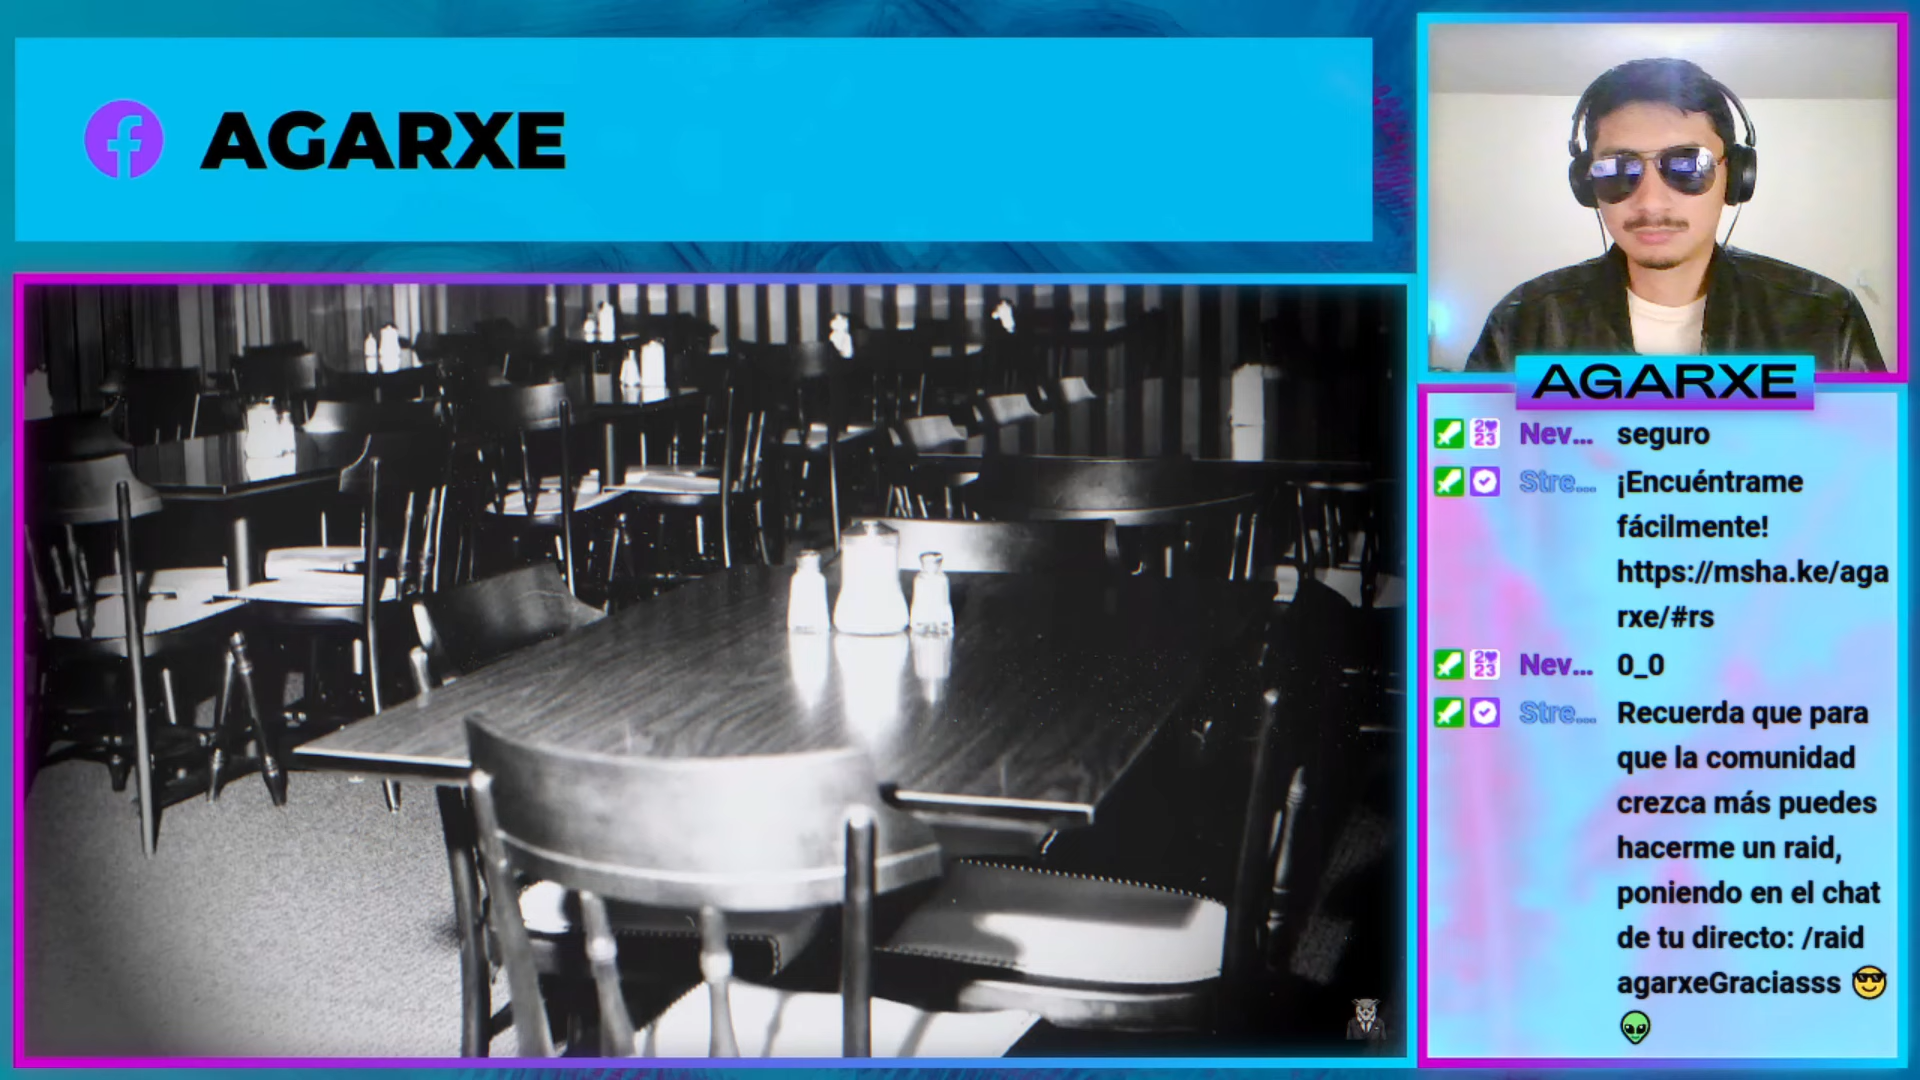 AGARXE
AGARXE
Nev... seguro
Stre... ¡Encuéntrame
fácilmente!
https://msha.ke/aga
rxe/#rs
Nev... 0_0
Stre... Recuerda que para
que la comunidad
crezca más puedes
hacerme un raid,
poniendo en el chat
de tu directo: /raid
agarxeGraciasss 😎
👽